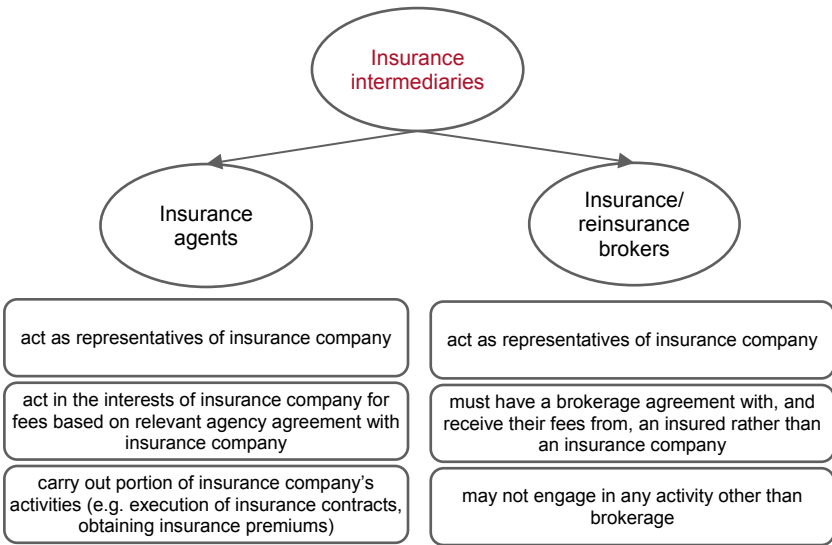 Insurance
intermediaries
Insurance
agents
Insurance/
reinsurance
brokers
act as representatives of insurance company
act as representatives of insurance company
act in the interests of insurance company for
fees based on relevant agency agreement with
insurance company
must have a brokerage agreement with, and
receive their fees from, an insured rather than
an insurance company
carry out portion of insurance company’s
activities (e.g. execution of insurance contracts,
obtaining insurance premiums)
may not engage in any activity other than
brokerage